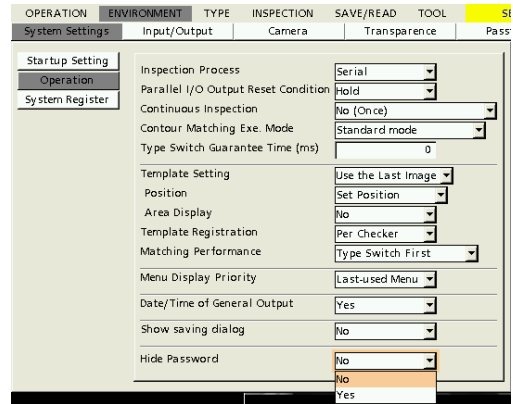 OPERATION ENVIRONMENT TYPE INSPECTION SAVE/READ TOOL
System Settings Input/Output Camera Transparence
Startup Setting
Operation
System Register
Inspection Process Serial
Parallel I/O Output Reset Condition Hold
Continuous Inspection No (Once)
Contour Matching Exe. Mode Standard mode
Type Switch Guarantee Time (ms) 0
Template Setting Use the Last Image
Position Set Position
Area Display No
Template Registration Per Checker
Matching Performance Type Switch First
Menu Display Priority Last-used Menu
Date/Time of General Output Yes
Show saving dialog No
Hide Password No
No
Yes